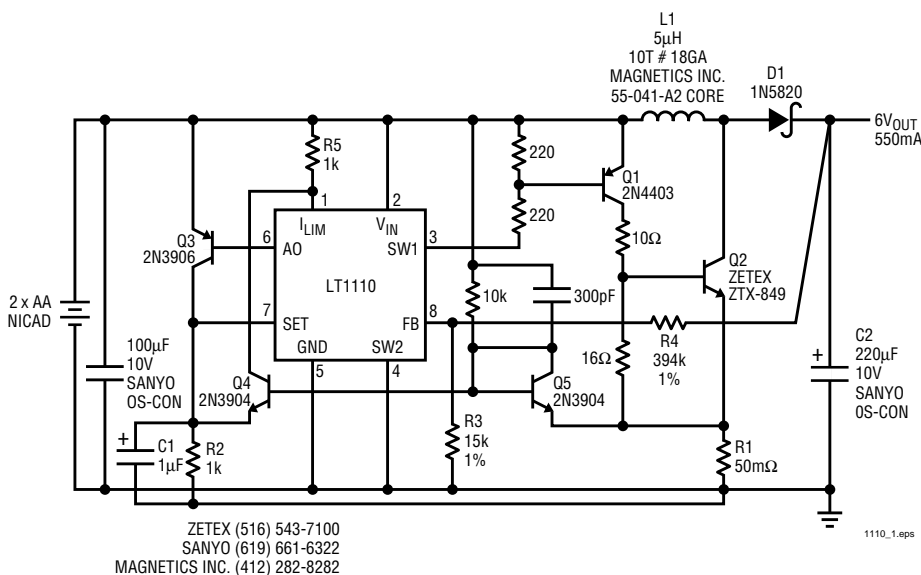 L1
5µH
10T # 18GA
MAGNETICS INC.
55-041-A2 CORE
D1
1N5820
6VOUT
550mA
R5
1k
220
220
Q1
2N4403
10Ω
1
2
ILIM
VIN
6
AO
SW1
3
Q3
2N3906
LT1110
Q2
ZETEX
ZTX-849
2 x AA
NICAD
7
SET
FB
8
10k
300pF
GND
SW2
5
4
R4
394k
1%
100µF
10V
SANYO
OS-CON
Q4
2N3904
16Ω
Q5
2N3904
C2
+
220µF
10V
SANYO
OS-CON
+
C1
1µF
R2
1k
R3
15k
1%
R1
50mΩ
ZETEX (516) 543-7100
SANYO (619) 661-6322
MAGNETICS INC. (412) 282-8282
1110_1.eps